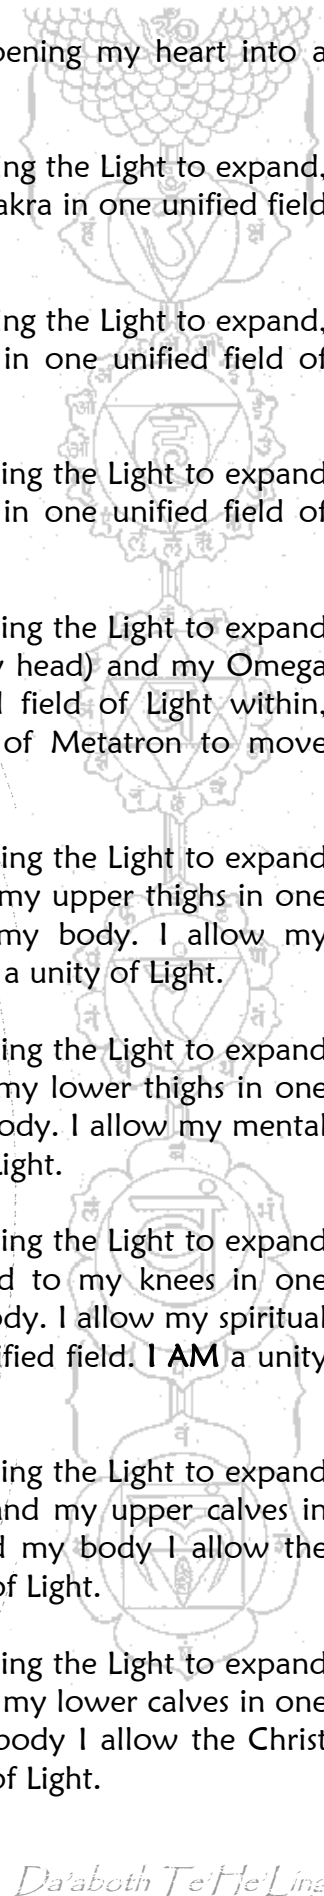 pening my heart into a
ing the Light to expand,
akra in one unified field
ing the Light to expand,
in one unified field of
ing the Light to expand
in one unified field of
ing the Light to expand
y head) and my Omega
l field of Light within,
of Metatron to move
ing the Light to expand
my upper thighs in one
my body. I allow my
a unity of Light.
ing the Light to expand
my lower thighs in one
ody. I allow my mental
Light.
ing the Light to expand
d to my knees in one
ody. I allow my spiritual
ified field. I AM a unity
ing the Light to expand
and my upper calves in
d my body I allow the
of Light.
ing the Light to expand
my lower calves in one
body I allow the Christ
of Light.
Da'aboth Te'He'Lina